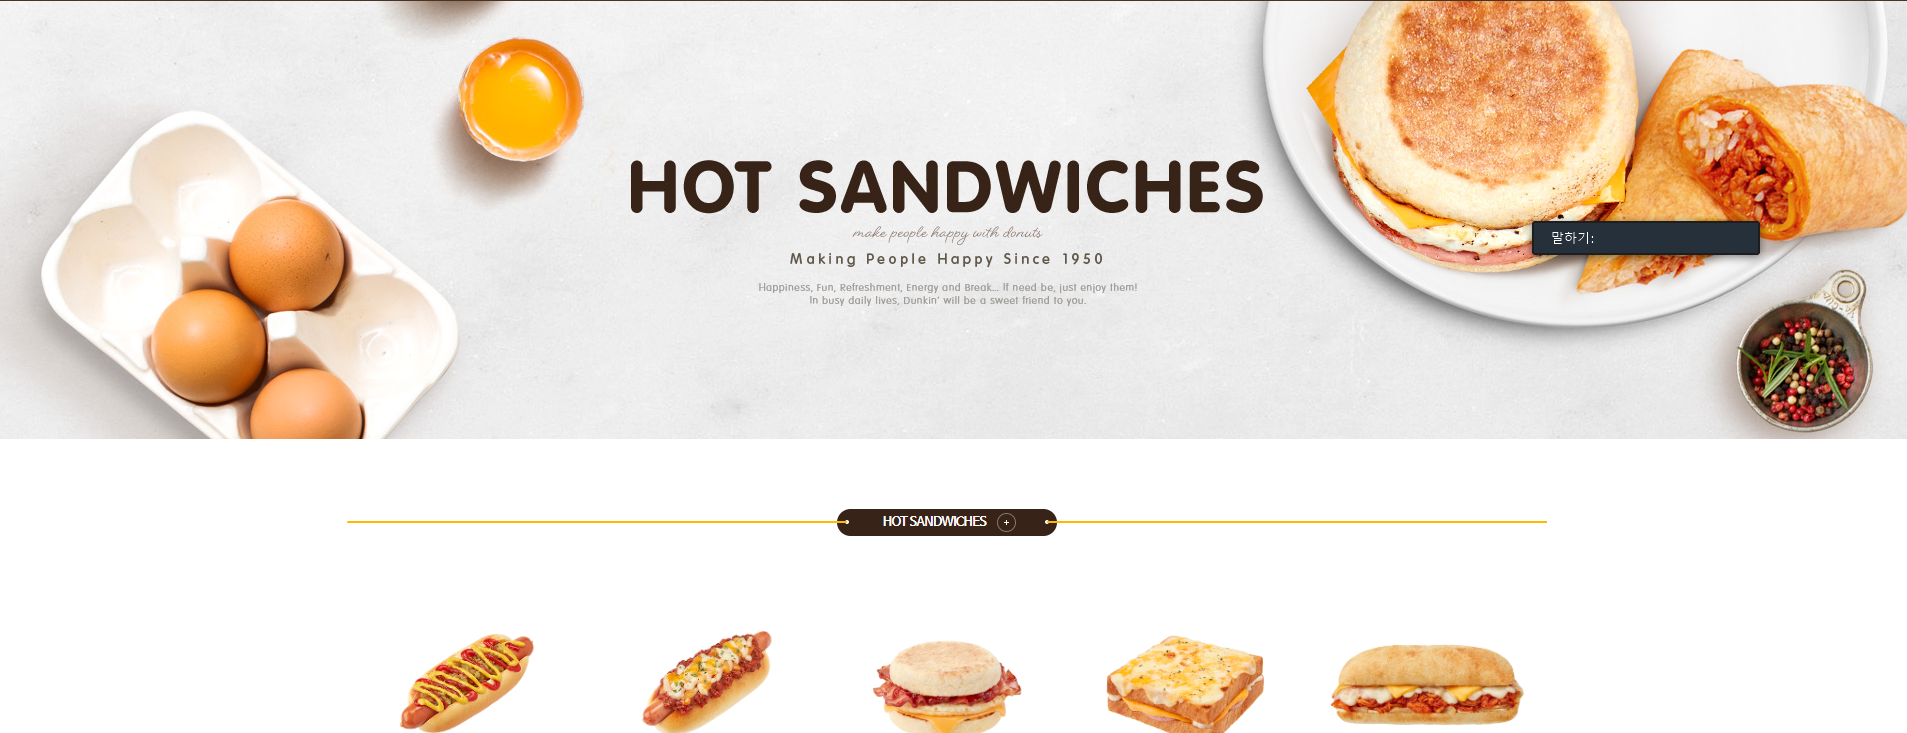 HOT SANDWICHES
make people happy with donuts
Making People Happy Since 1950
Happiness, Fun, Refreshment, Energy and Break... If need be, just enjoy them!
In busy daily lives, Dunkin' will be a sweet friend to you.
말하기:
HOT SANDWICHES +